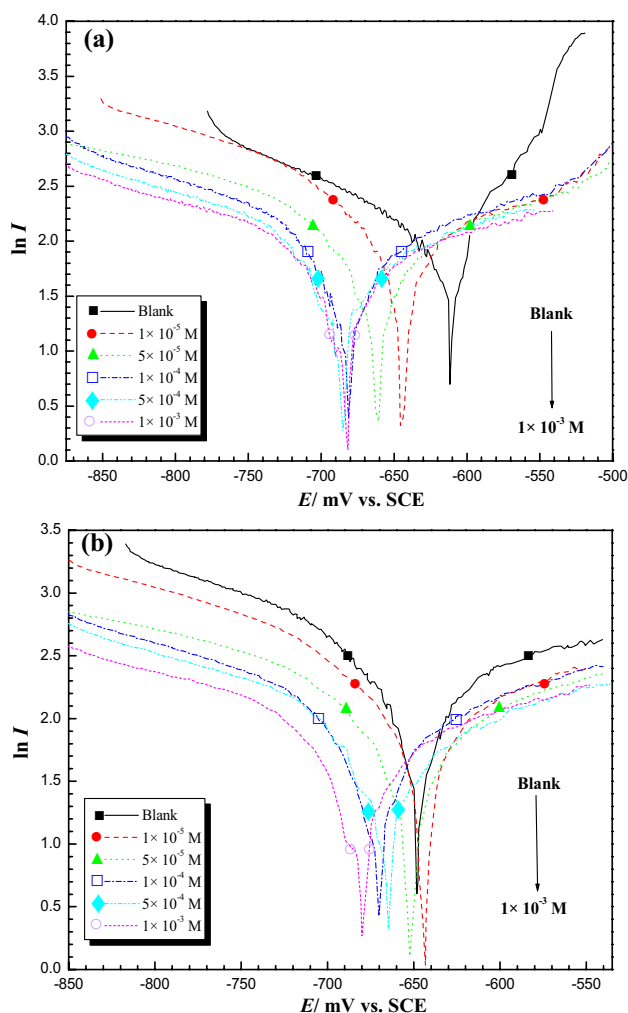 (a)
4.0
3.5
3.0
2.5
2.0
1.5
1.0
0.5
0.0
ln I
Blank
1× 10⁻⁵ M
5× 10⁻⁵ M
1× 10⁻⁴ M
5× 10⁻⁴ M
1× 10⁻³ M
Blank
1× 10⁻³ M
-850 -800 -750 -700 -650 -600 -550 -500
E/ mV vs. SCE
(b)
3.5
3.0
2.5
2.0
1.5
1.0
0.5
0.0
ln I
Blank
1× 10⁻⁵ M
5× 10⁻⁵ M
1× 10⁻⁴ M
5× 10⁻⁴ M
1× 10⁻³ M
Blank
1× 10⁻³ M
-850 -800 -750 -700 -650 -600 -550
E/ mV vs. SCE